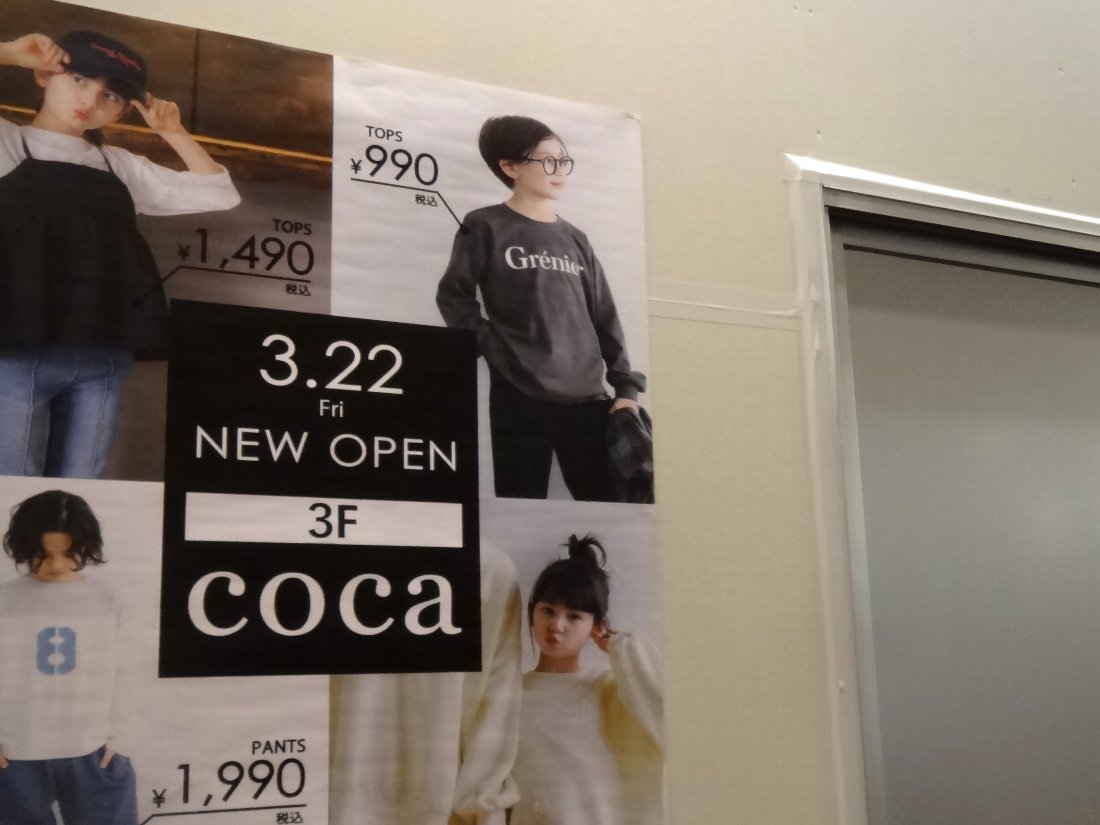 TOPS
¥1,490
税込
TOPS
¥990
税込
Grénier
3.22
Fri
NEW OPEN
3F
coca
8
PANTS
¥1,990
税込